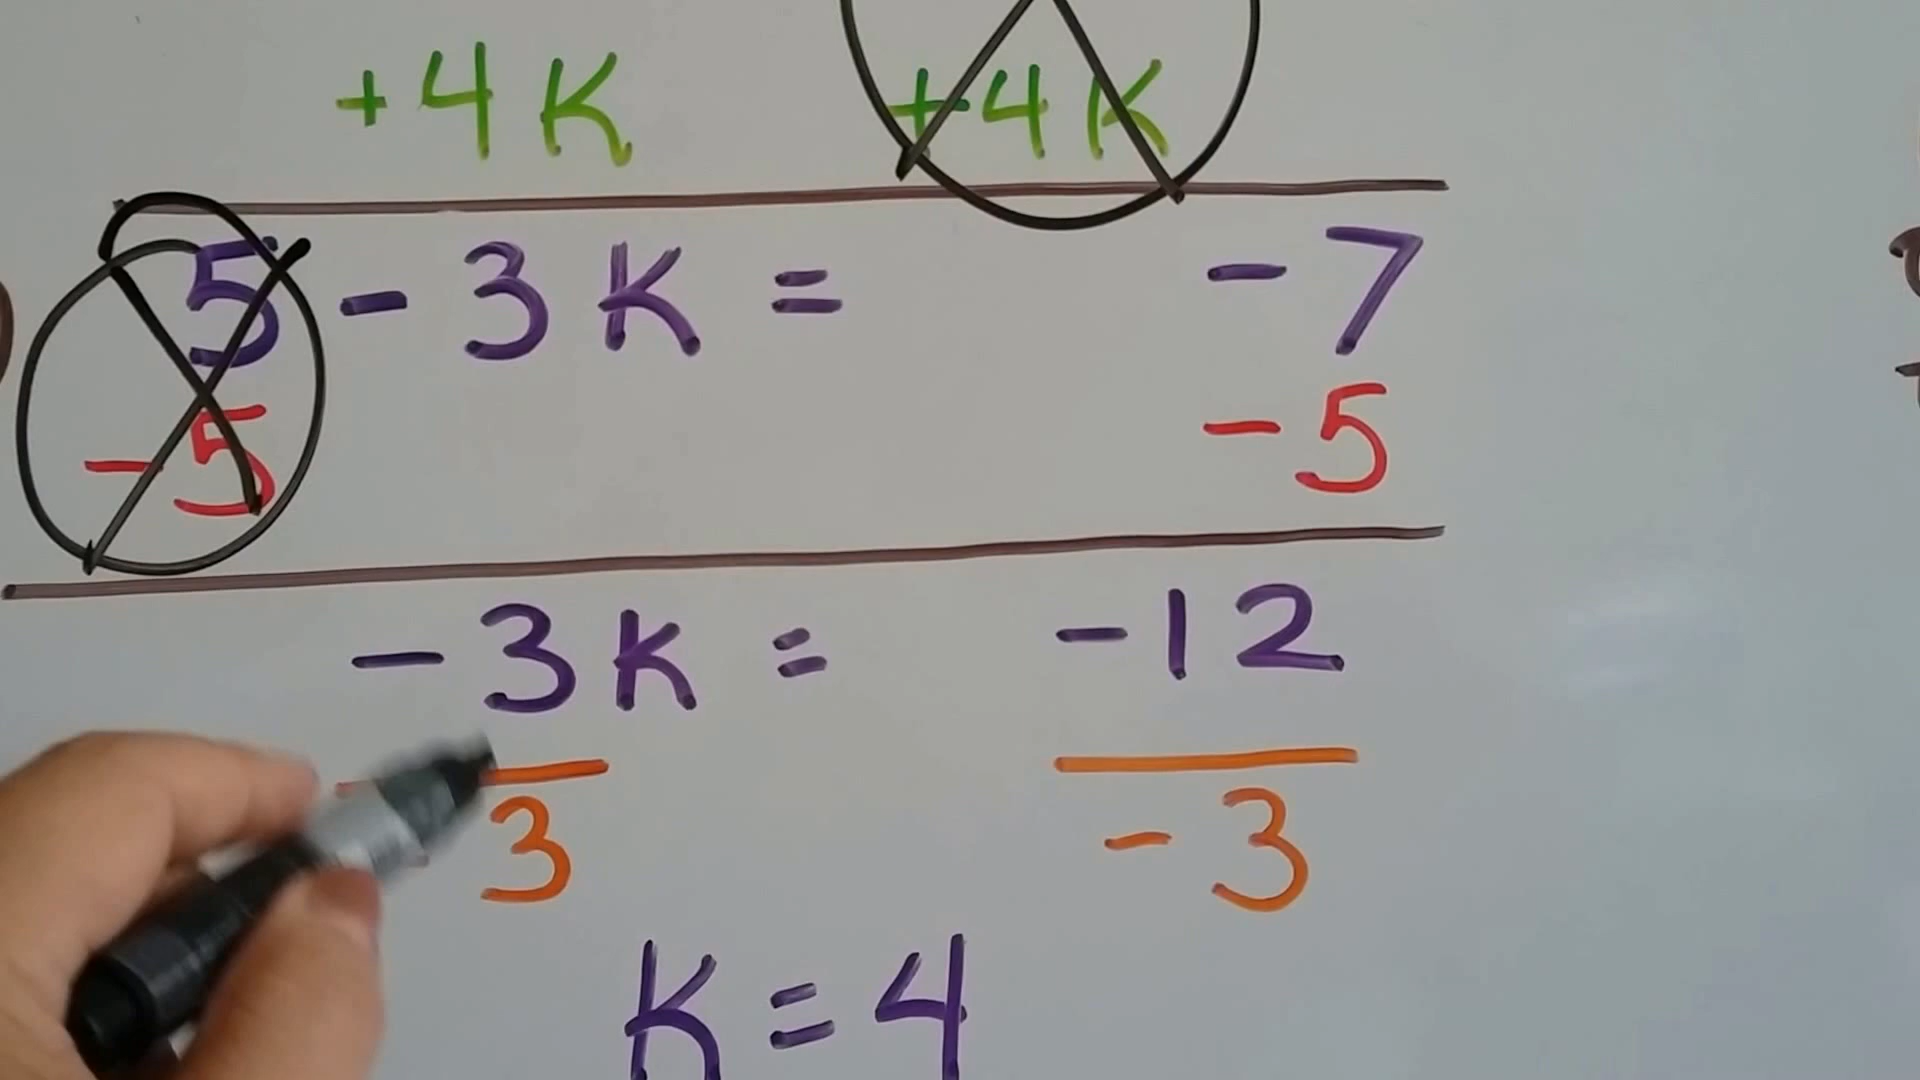 +4K +4K
5 - 3K = -7
-5 -5
-3K = -12
3 -3
K = 4